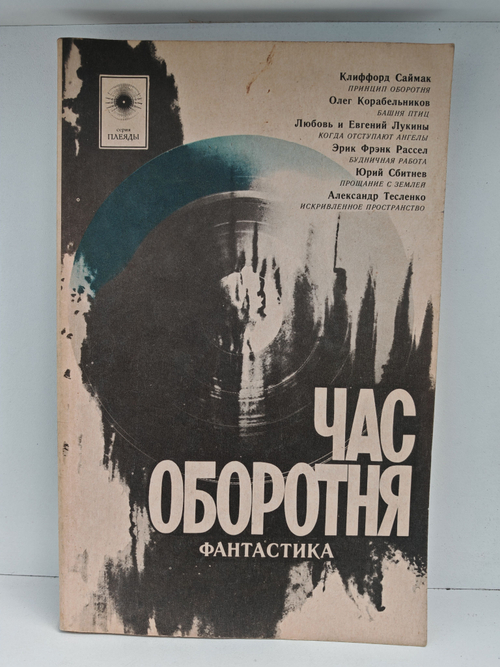 серия
ПЛЕЯДЫ
Клиффорд Саймак
ПРИНЦИП ОБОРОТНЯ
Олег Корабельников
БАШНЯ ПТИЦ
Любовь и Евгений Лукины
КОГДА ОТСТУПАЮТ АНГЕЛЫ
Эрик Фрэнк Рассел
БУДНИЧНАЯ РАБОТА
Юрий Сбитнев
ПРОЩАНИЕ С ЗЕМЛЕЙ
Александр Тесленко
ИСКРИВЛЕННОЕ ПРОСТРАНСТВО
ЧАС
ОБОРОТНЯ
ФАНТАСТИКА